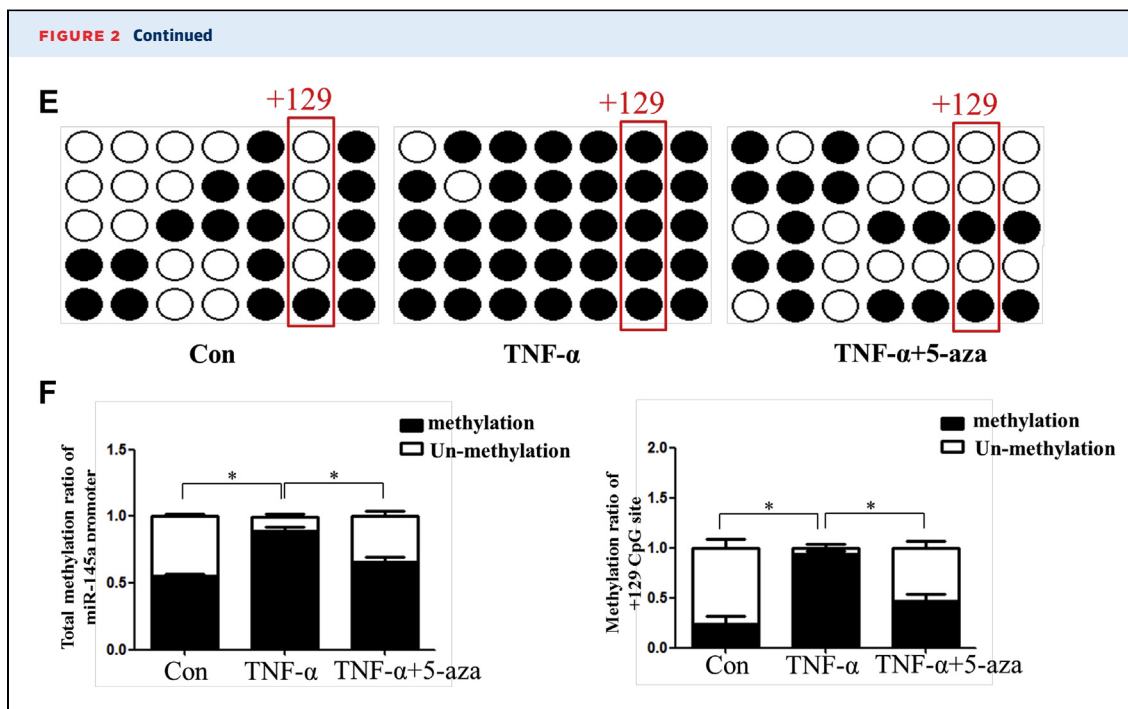 FIGURE 2 Continued
E
+129 +129 +129
Con TNF-α TNF-α+5-aza
F
methylation
Un-methylation
Total methylation ratio of
miR-145a promoter
1.5
1.0
0.5
0.0
* *
Con TNF-α TNF-α+5-aza
methylation
Un-methylation
Methylation ratio of
+129 CpG site
2.0
1.5
1.0
0.5
0.0
* *
Con TNF-α TNF-α+5-aza